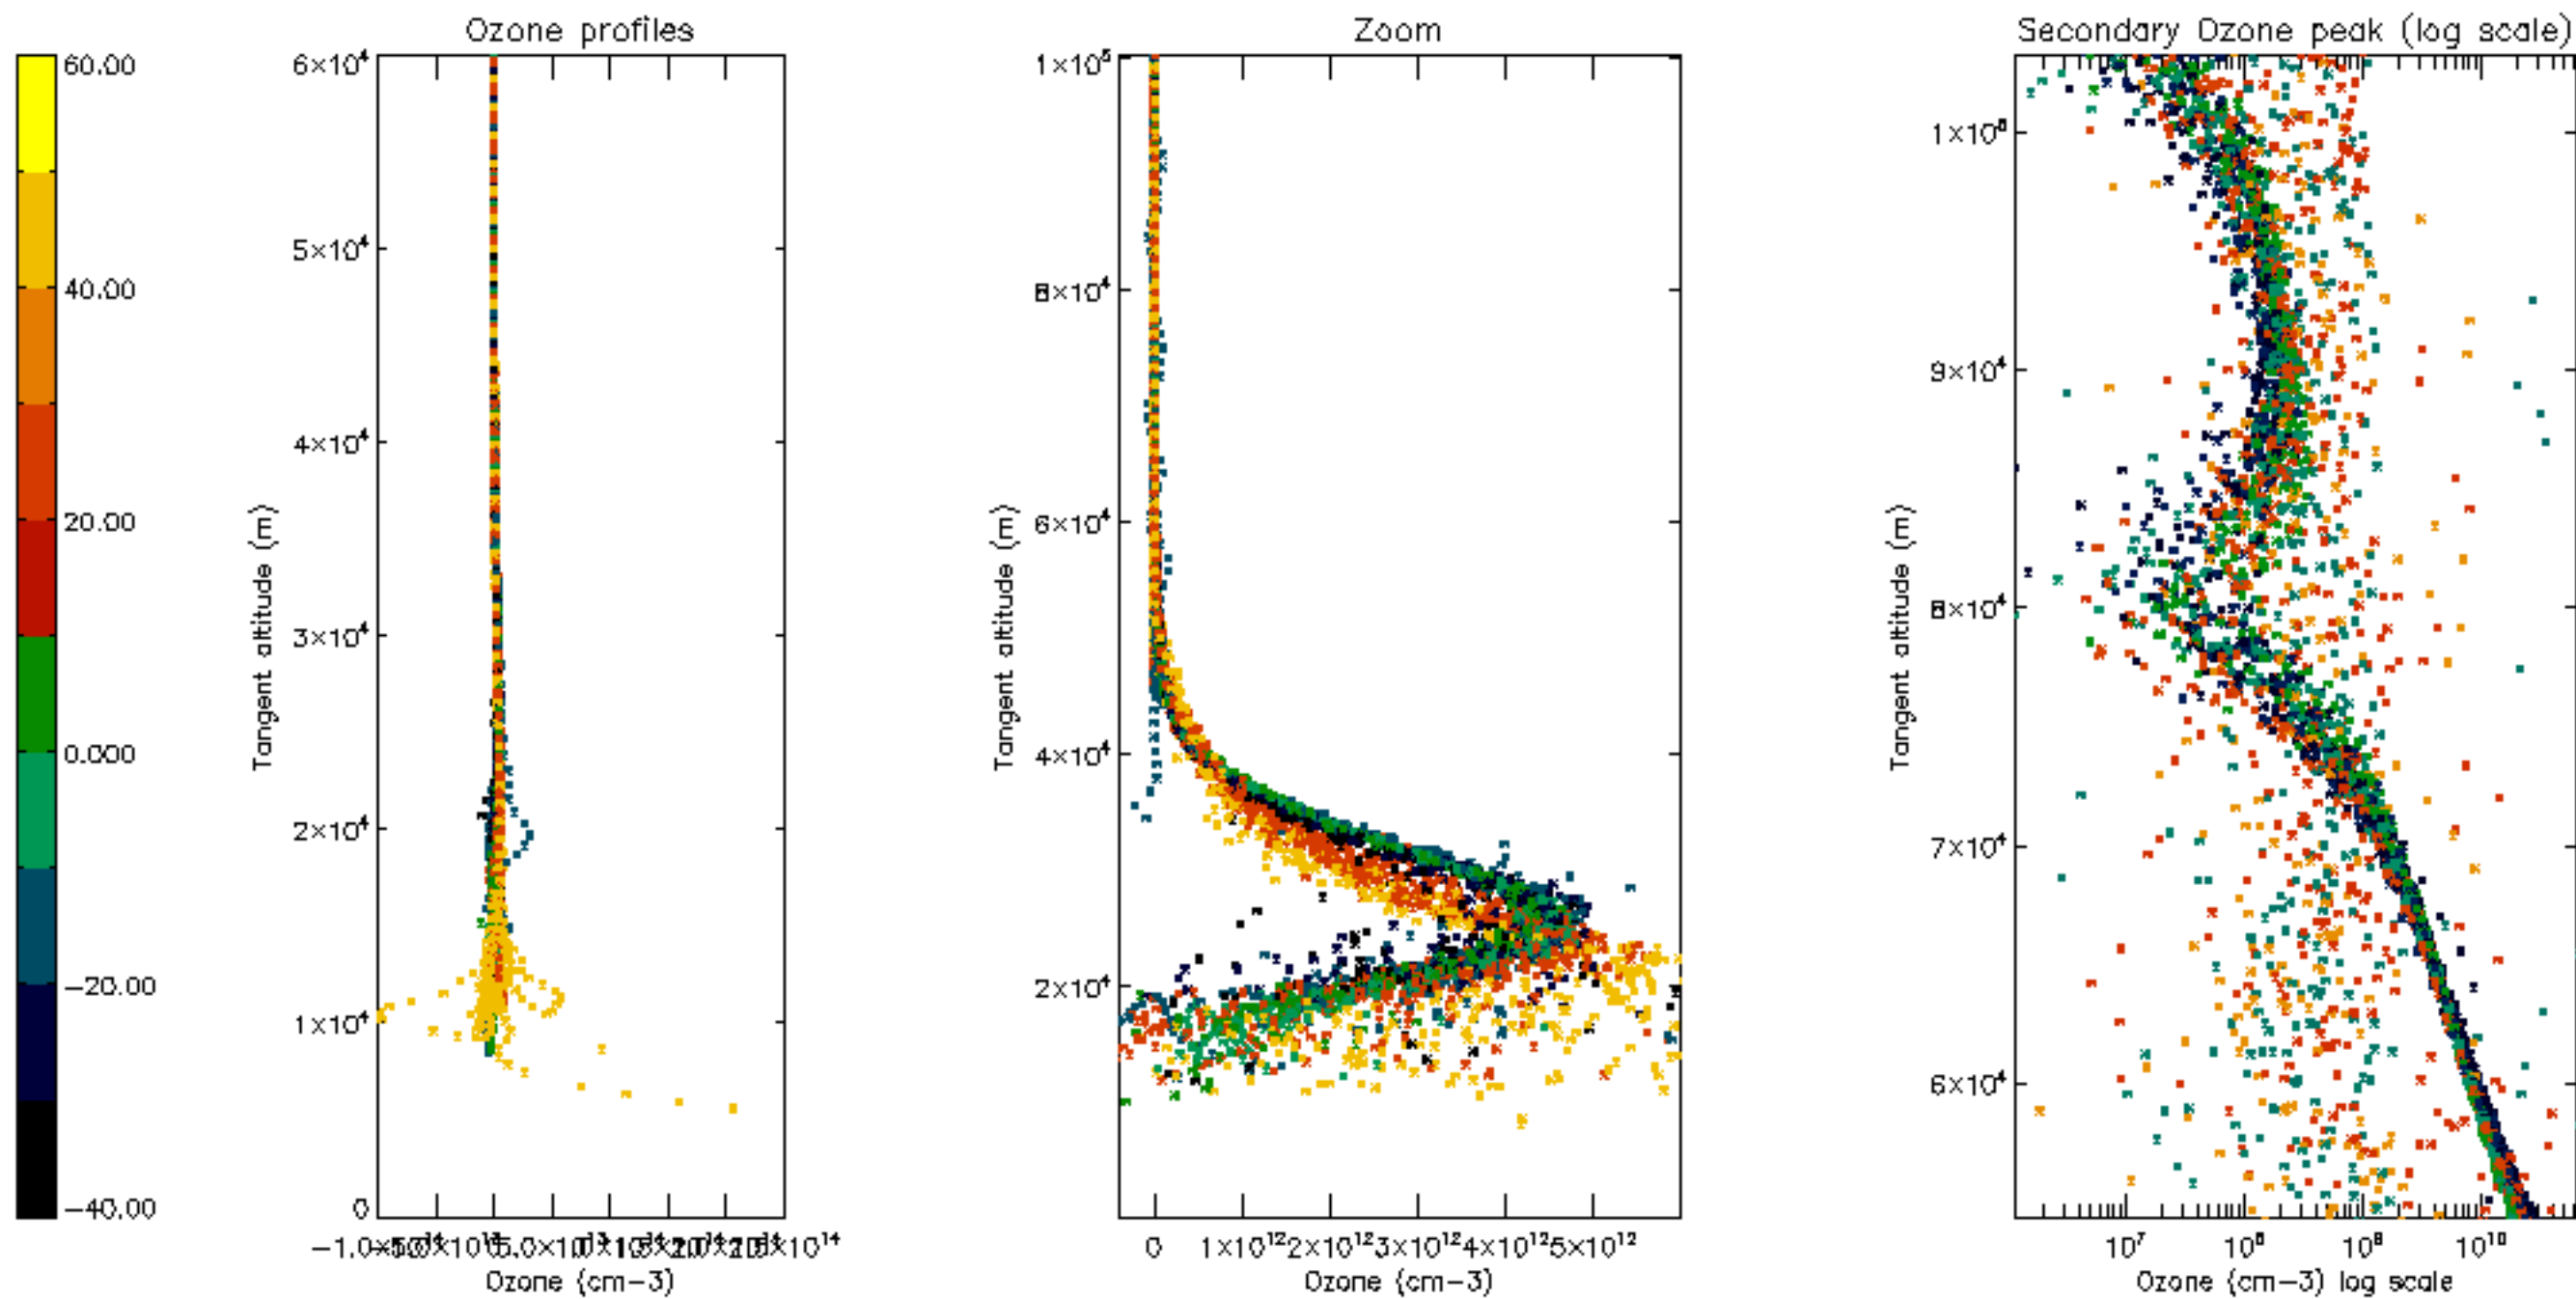 Ozone profiles
Zoom
Secondary Ozone peak (log scale)
60.00
40.00
20.00
0.000
−20.00
−40.00
Tangent altitude (m)
6×10⁴
5×10⁴
4×10⁴
3×10⁴
2×10⁴
1×10⁴
0
Ozone (cm−3)
Tangent altitude (m)
1×10⁵
8×10⁴
6×10⁴
4×10⁴
2×10⁴
0 1×10¹² 2×10¹² 3×10¹² 4×10¹² 5×10¹²
Ozone (cm−3)
Tangent altitude (m)
9×10⁴
8×10⁴
7×10⁴
6×10⁴
10⁷ 10⁸ 10⁹ 10¹⁰
Ozone (cm−3) log scale